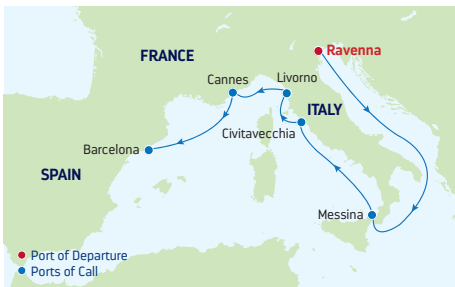 Ravenna
FRANCE
Cannes
Livorno
ITALY
Civitavecchia
Barcelona
SPAIN
Messina
Port of Departure
Ports of Call